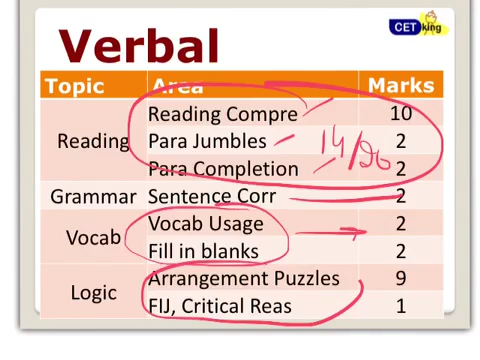 CET king
Verbal
Topic Area Marks
Reading Compre 10
Reading Para Jumbles 2
14/20
Para Completion 2
Grammar Sentence Corr 2
Vocab Usage 2
Vocab
Fill in blanks 2
Arrangement Puzzles 9
Logic
FIJ, Critical Reas 1